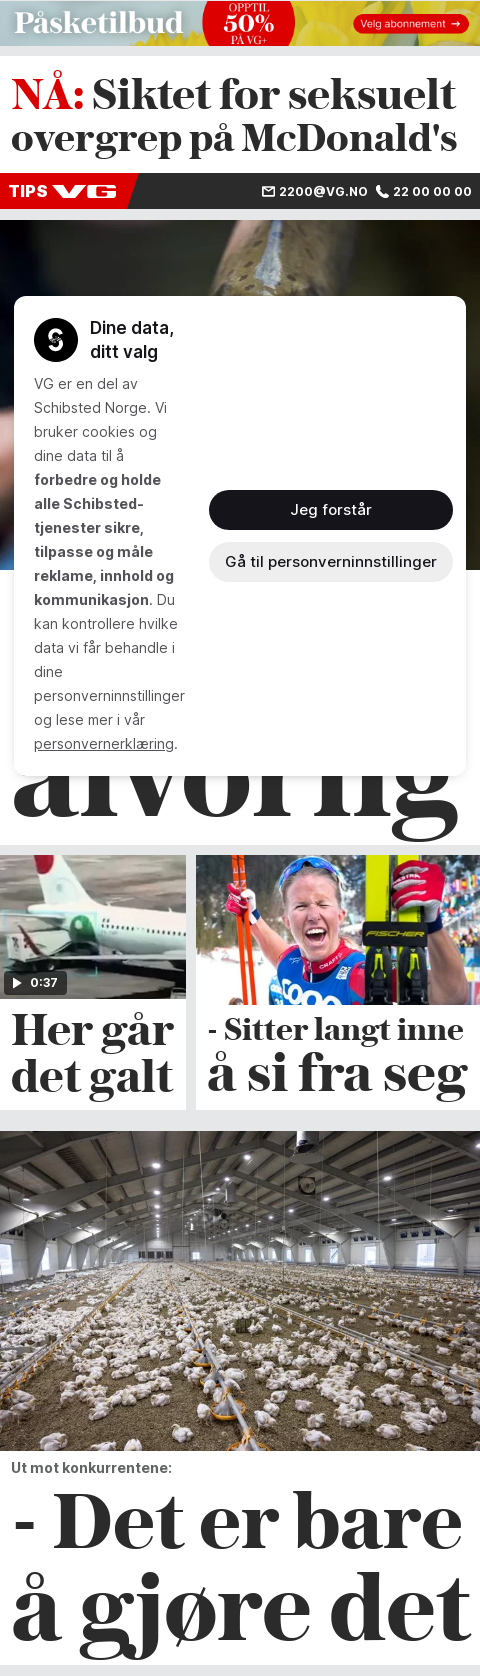 Påsketilbud
OPPTIL
50%
PÅ VG+
Velg abonnement →
NÅ: Siktet for seksuelt
overgrep på McDonald's
TIPS VG
2200@VG.NO 22 00 00 00
Dine data,
ditt valg
VG er en del av
Schibsted Norge. Vi
bruker cookies og
dine data til å
forbedre og holde
alle Schibsted-
tjenester sikre,
tilpasse og måle
reklame, innhold og
kommunikasjon. Du
kan kontrollere hvilke
data vi får behandle i
dine
personverninnstillinger
og lese mer i vår
personvernerklæring.
Jeg forstår
Gå til personverninnstillinger
alvorlig
0:37
FISCHER
CRAFT
coop
Her går
det galt
- Sitter langt inne
å si fra seg
Ut mot konkurrentene:
- Det er bare
å gjøre det